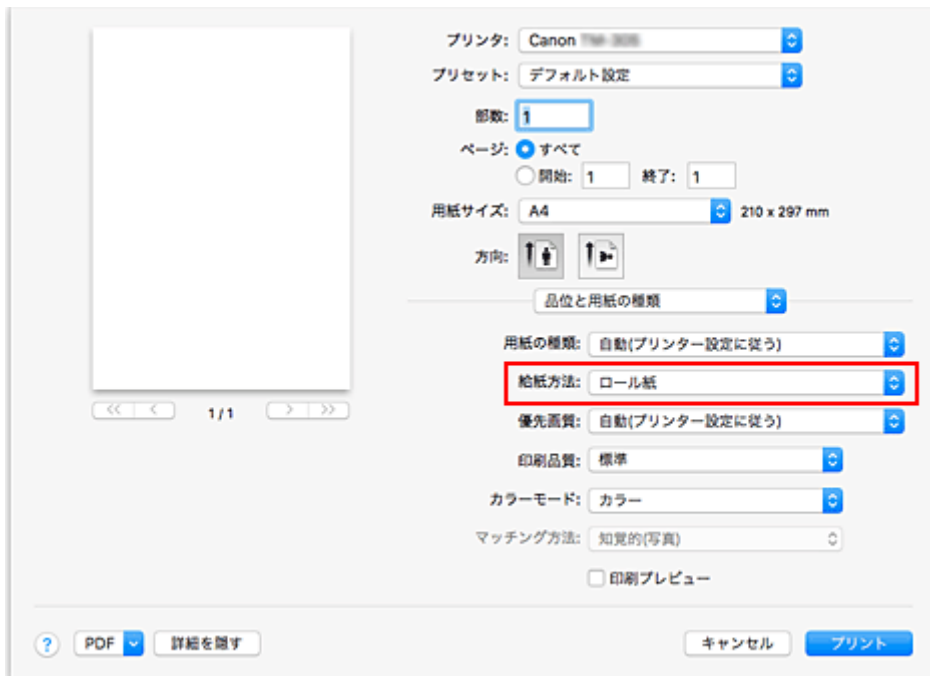 プリンタ: Canon
プリセット: デフォルト設定
部数: 1
ページ: すべて
開始: 1 終了: 1
用紙サイズ: A4 210 x 297 mm
方向:
品位と用紙の種類
用紙の種類: 自動(プリンター設定に従う)
給紙方法: ロール紙
1/1
優先画質: 自動(プリンター設定に従う)
印刷品質: 標準
カラーモード: カラー
マッチング方法: 知覚的(写真)
印刷プレビュー
? PDF 詳細を隠す キャンセル プリント